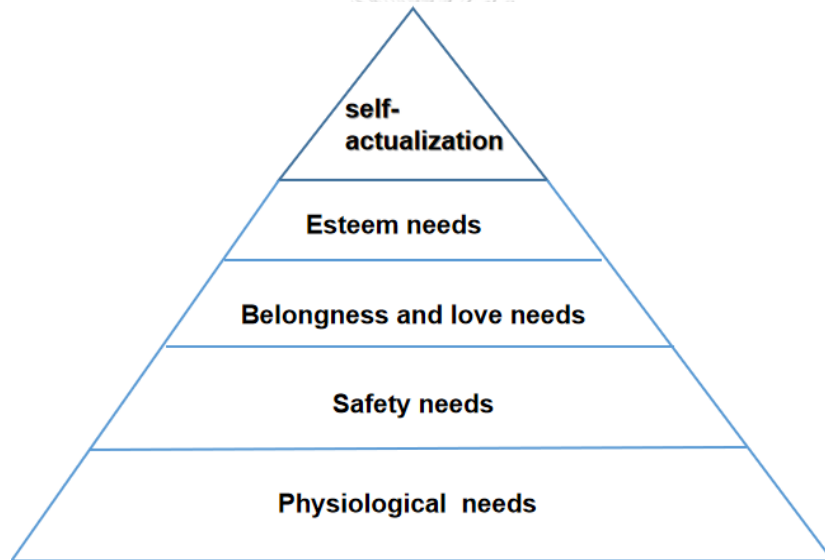 self-
actualization
Esteem needs
Belongness and love needs
Safety needs
Physiological needs